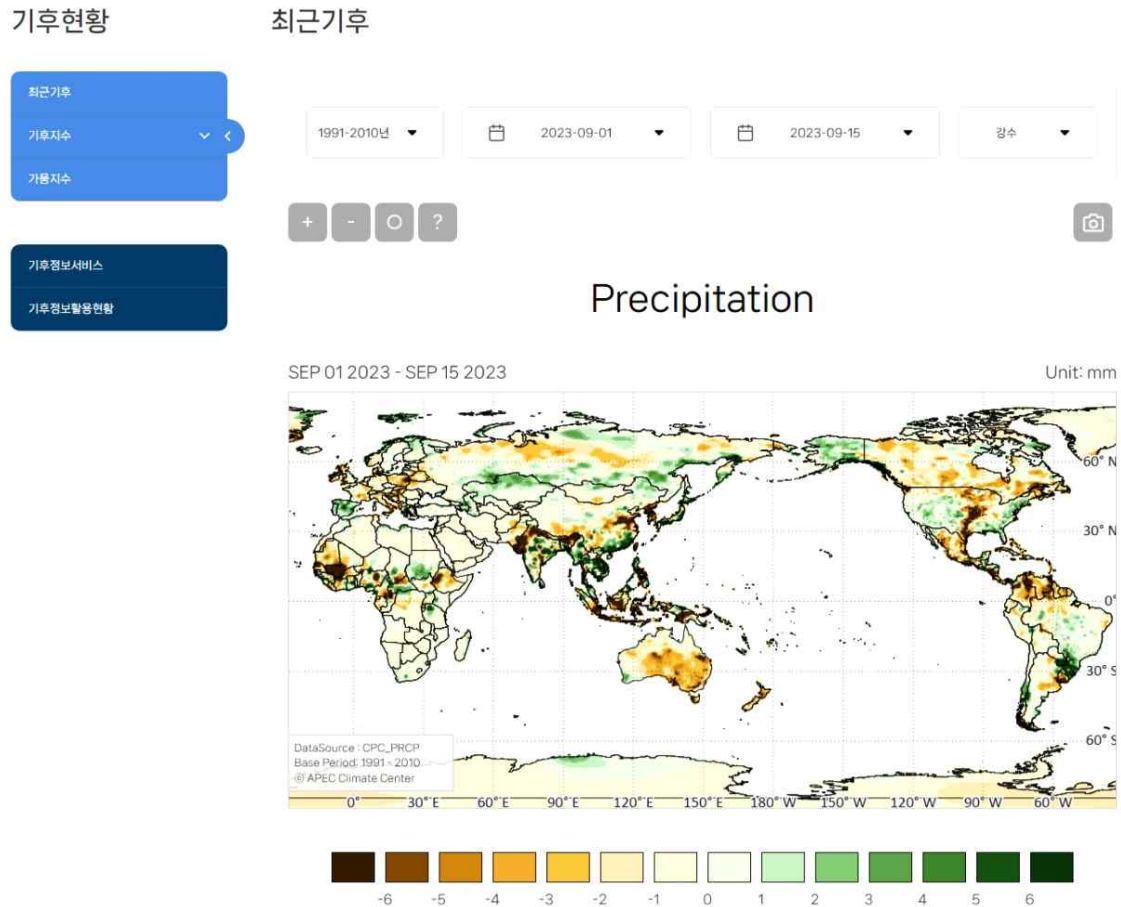 기후현황
최근기후
최근기후
기후지수
가뭄지수
기후정보서비스
기후정보활용현황
1991-2010년
2023-09-01
2023-09-15
강수
+ - ?
Precipitation
SEP 01 2023 - SEP 15 2023
Unit: mm
60° N
30° N
0°
30° S
60° S
DataSource : CPC_PRCP
Base Period: 1991 - 2010
© APEC Climate Center
0° 30° E 60° E 90° E 120° E 150° E 180° W 150° W 120° W 90° W 60° W
-6 -5 -4 -3 -2 -1 0 1 2 3 4 5 6